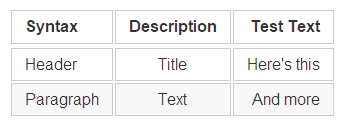 Syntax Description Test Text
Header Title Here's this
Paragraph Text And more